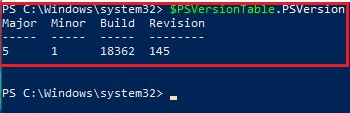 PS C:\Windows\system32> $PSVersionTable.PSVersion
Major  Minor  Build  Revision
-----  -----  -----  --------
5      1      18362  145
PS C:\Windows\system32>